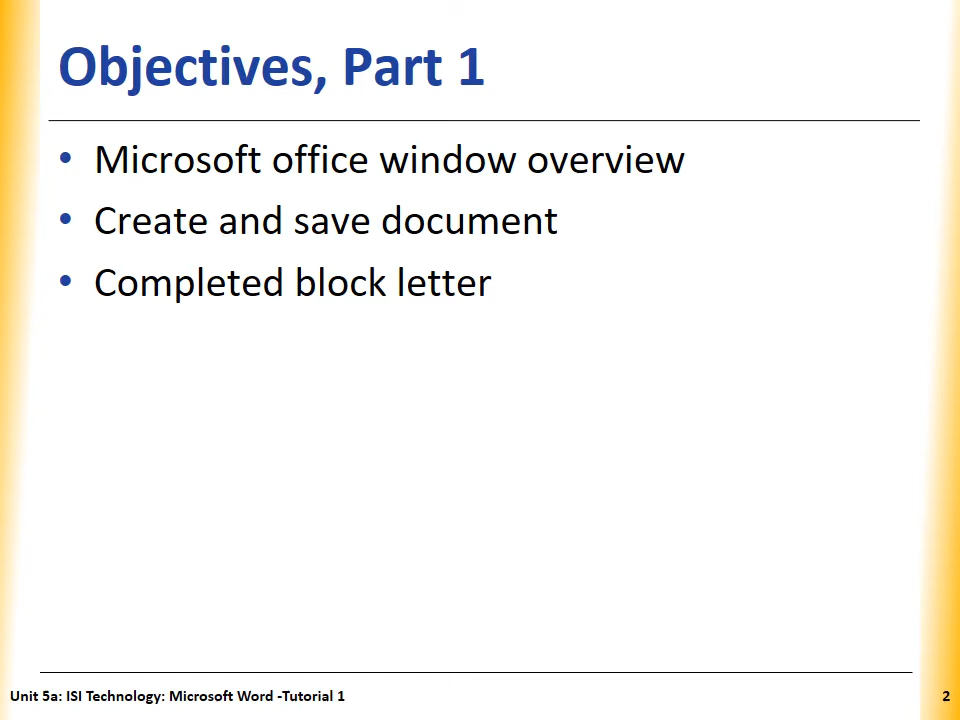 Objectives, Part 1
• Microsoft office window overview
• Create and save document
• Completed block letter
Unit 5a: ISI Technology: Microsoft Word -Tutorial 1
2